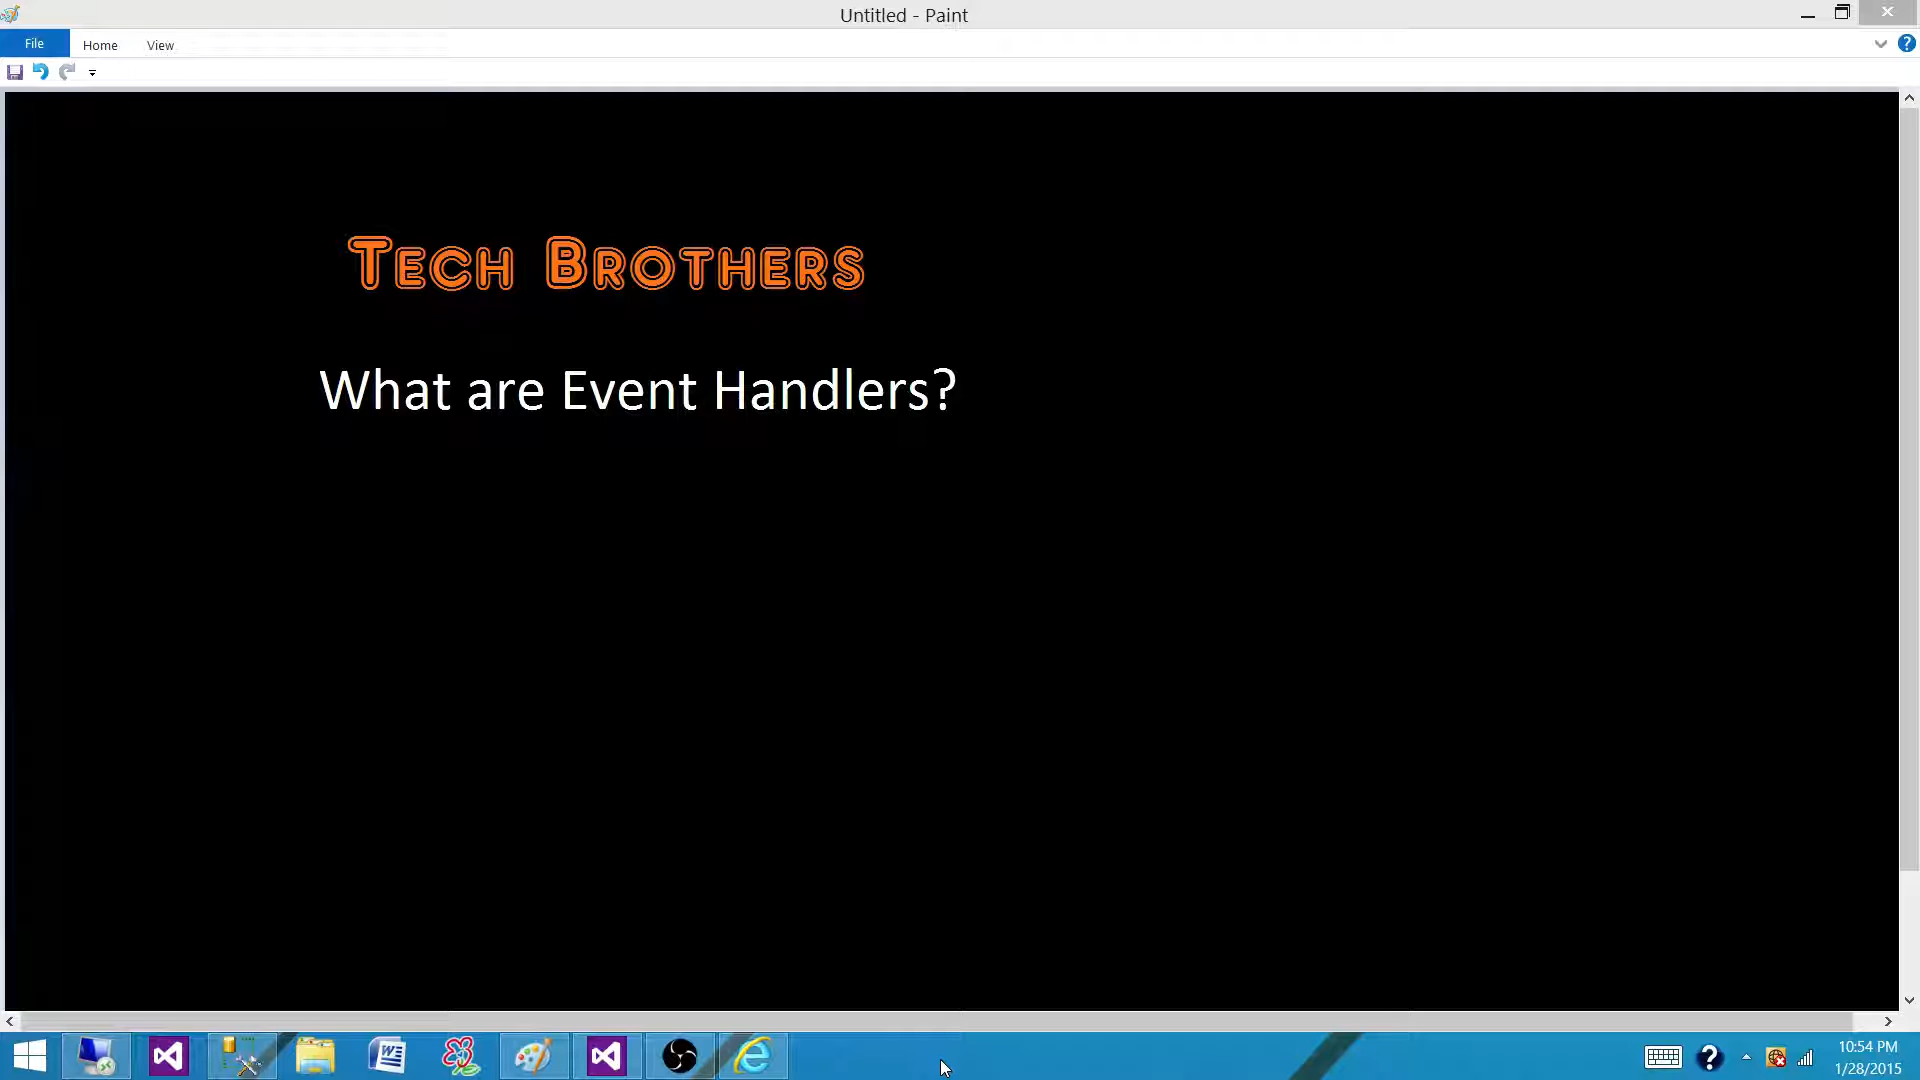 Untitled - Paint
File Home View
Tech Brothers
What are Event Handlers?
10:54 PM
1/28/2015